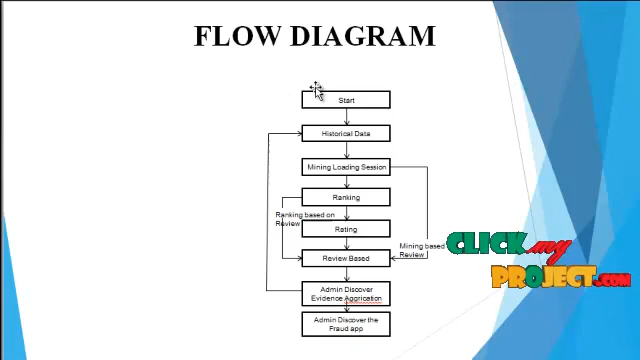 FLOW DIAGRAM
Start
Historical Data
Mining Loading Session
Ranking
Ranking based on
Review
Rating
Mining based
Review
Review Based
Admin Discover
Evidence Aggrication
Admin Discover the
Fraud app
CLICK my
PROJECT.COM